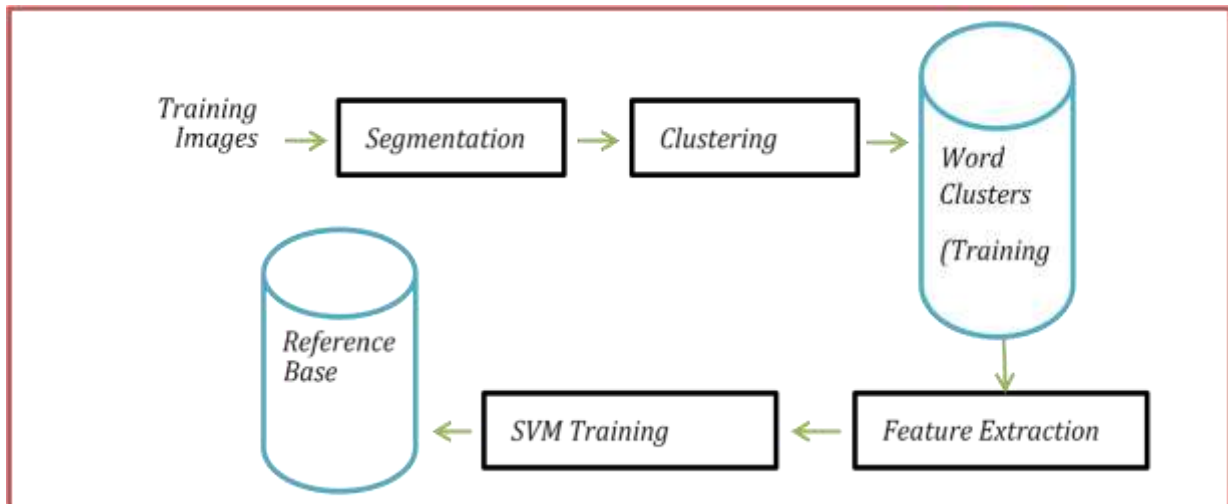 Training
Images
Segmentation
Clustering
Word
Clusters
(Training
Feature Extraction
SVM Training
Reference
Base